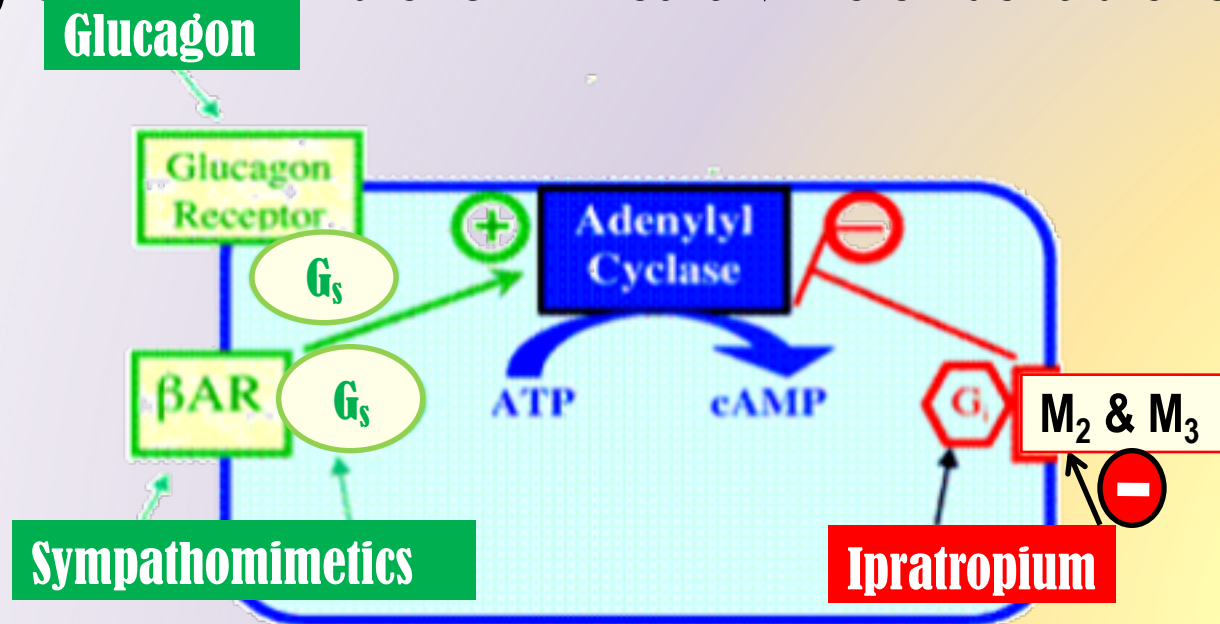 Glucagon
Glucagon
Receptor
Gs
+
Adenylyl
Cyclase
−
βAR
Gs
ATP
cAMP
Gi
M2 & M3
−
Sympathomimetics
Ipratropium